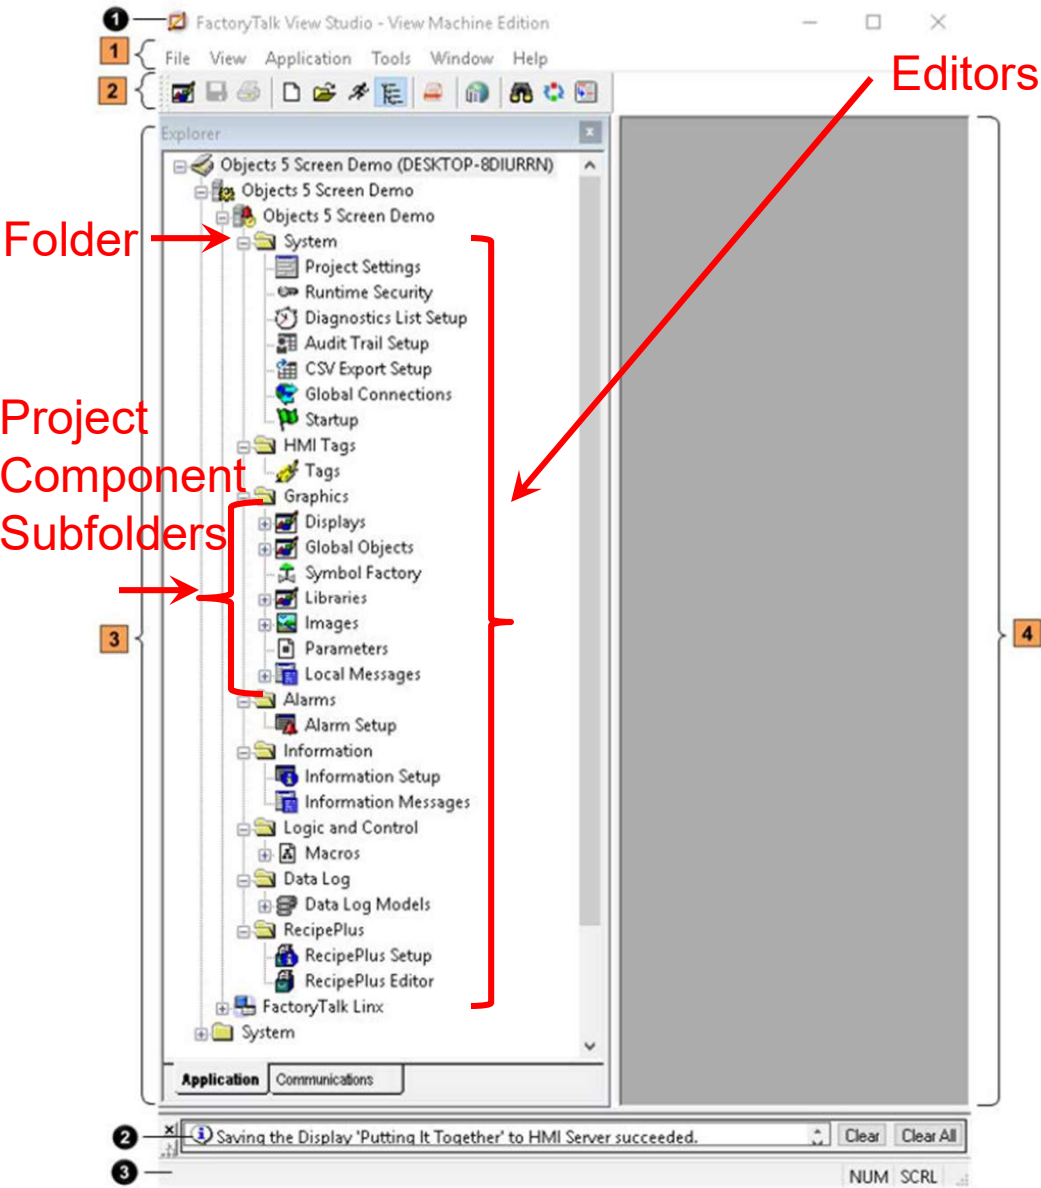 1
FactoryTalk View Studio - View Machine Edition
1
File View Application Tools Window Help
2
Editors
Explorer
x
Objects 5 Screen Demo (DESKTOP-8DIURRN)
Objects 5 Screen Demo
Objects 5 Screen Demo
Folder
System
Project Settings
Runtime Security
Diagnostics List Setup
Audit Trail Setup
CSV Export Setup
Global Connections
Startup
HMI Tags
Tags
Project
Component
Subfolders
Graphics
Displays
Global Objects
Symbol Factory
Libraries
Images
Parameters
Local Messages
3
4
Alarms
Alarm Setup
Information
Information Setup
Information Messages
Logic and Control
Macros
Data Log
Data Log Models
RecipePlus
RecipePlus Setup
RecipePlus Editor
FactoryTalk Linx
System
Application Communications
2
Saving the Display 'Putting It Together' to HMI Server succeeded.
Clear Clear All
3
NUM SCRL